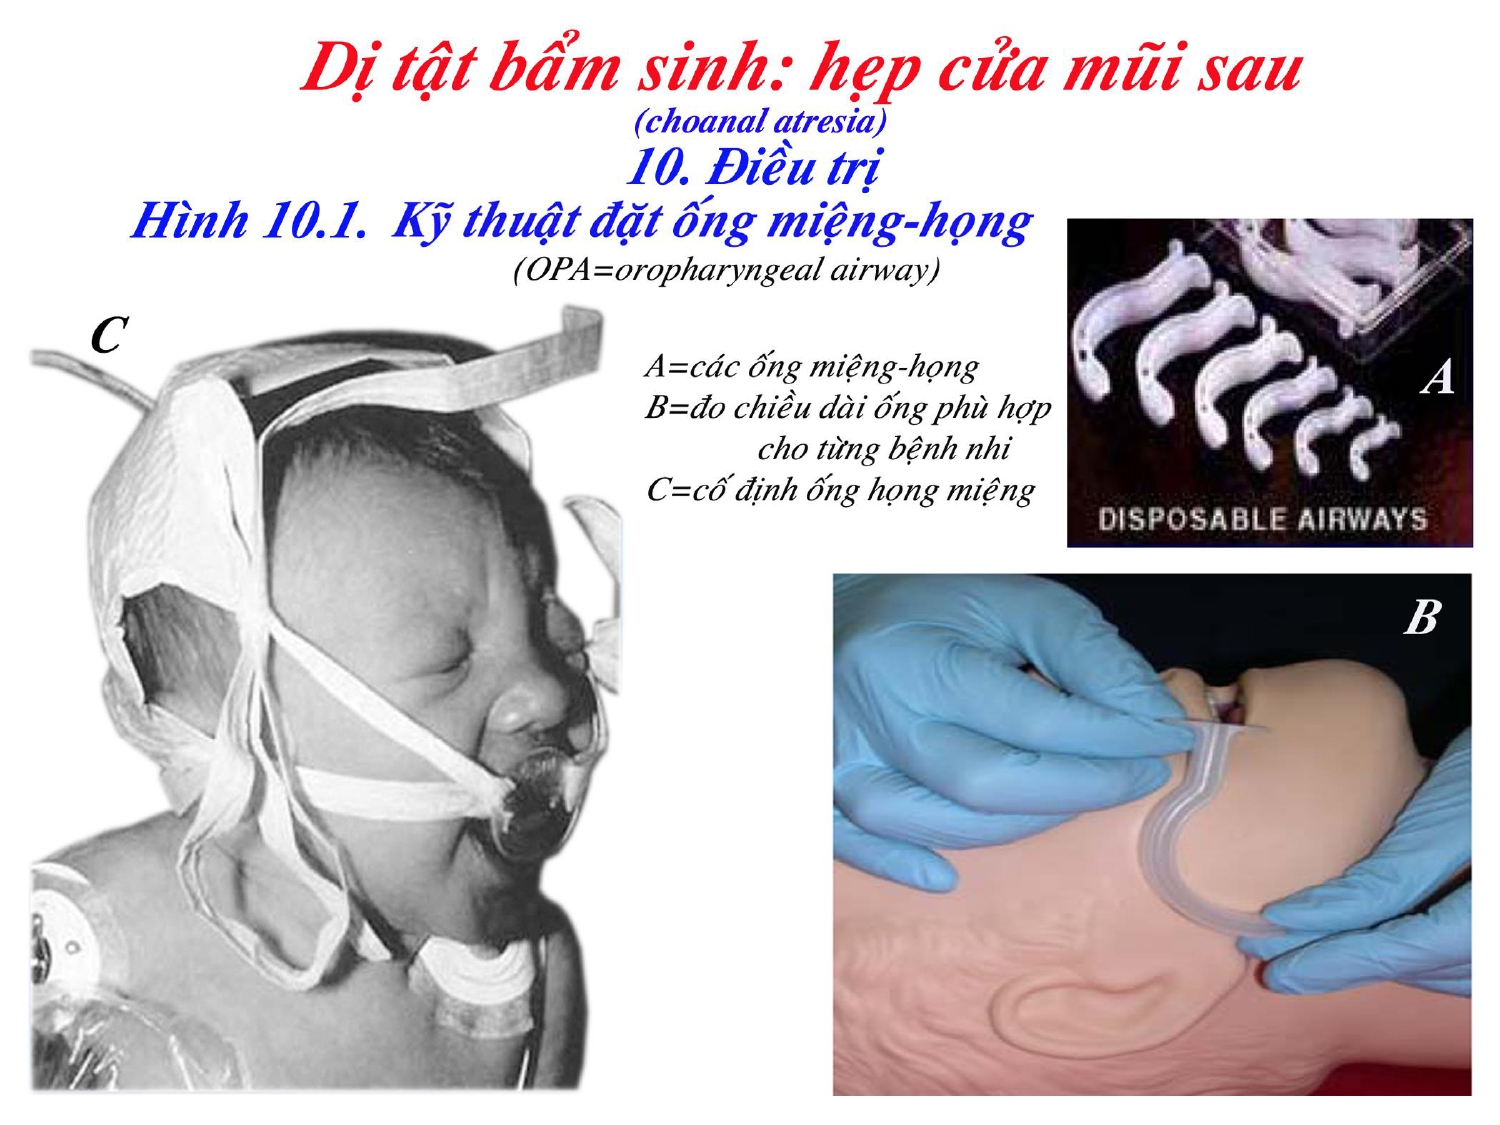 Dị tật bẩm sinh: hẹp cửa mũi sau
(choanal atresia)
10. Điều trị
Hình 10.1. Kỹ thuật đặt ống miệng-họng
(OPA=oropharyngeal airway)
C
A=các ống miệng-họng
B=đo chiều dài ống phù hợp
cho từng bệnh nhi
C=cố định ống họng miệng
A
DISPOSABLE AIRWAYS
B